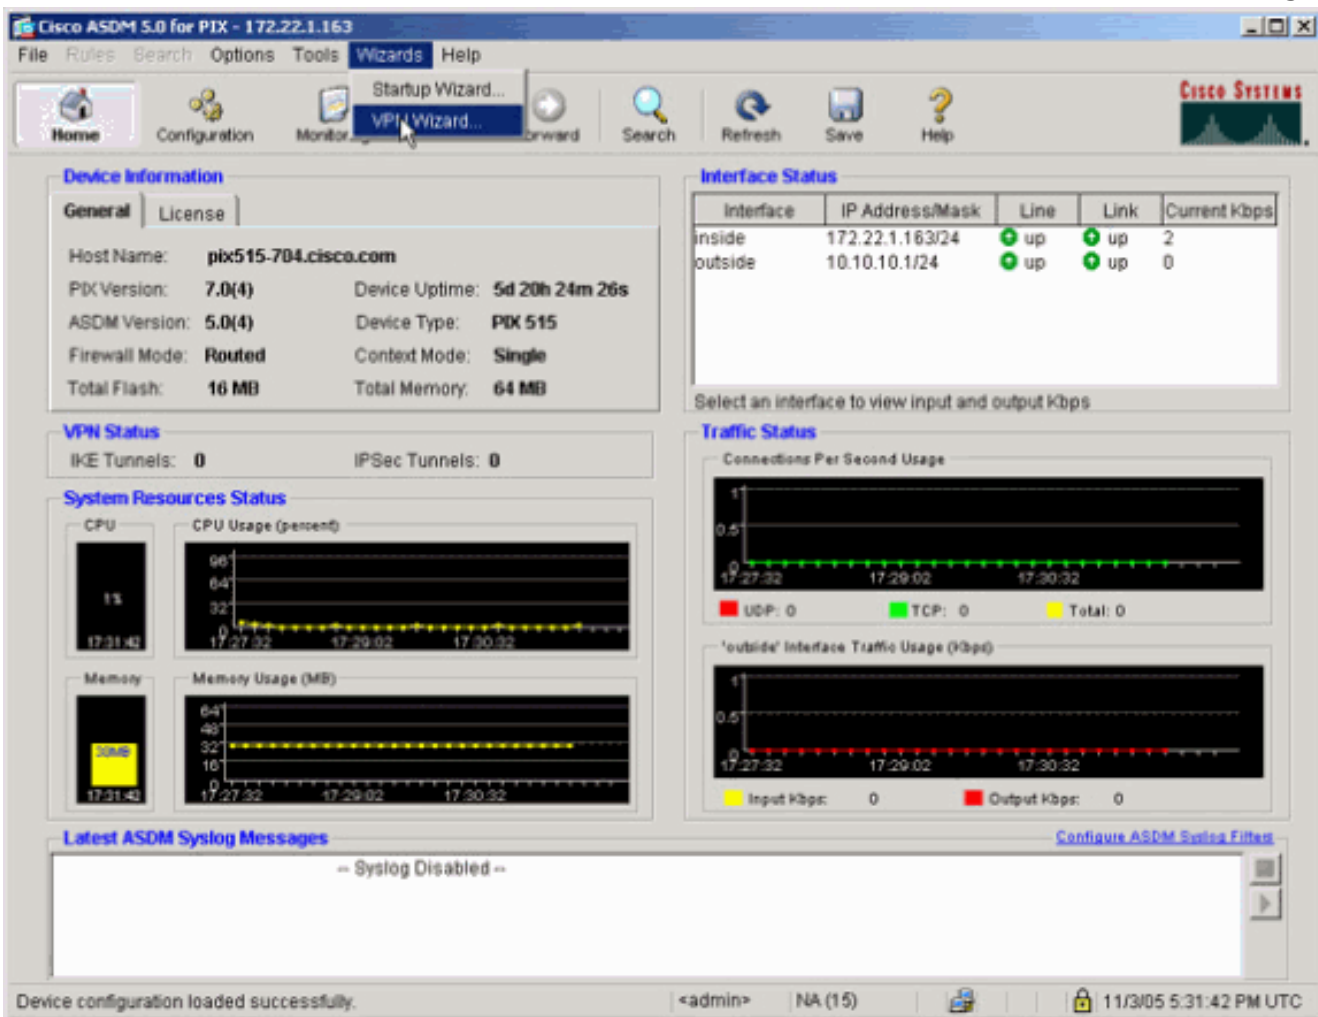 Cisco ASDM 5.0 for PIX - 172.22.1.163
File Rules Search Options Tools Wizards Help
Startup Wizard...
VPN Wizard...
Home Configuration Search Refresh Save Help
CISCO SYSTEMS
Device Information
General License
Host Name: pix515-704.cisco.com
PIX Version: 7.0(4) Device Uptime: 5d 20h 24m 26s
ASDM Version: 5.0(4) Device Type: PIX 515
Firewall Mode: Routed Context Mode: Single
Total Flash: 16 MB Total Memory: 64 MB
Interface Status
Interface IP Address/Mask Line Link Current Kbps
inside 172.22.1.163/24 up up 2
outside 10.10.10.1/24 up up 0
Select an interface to view input and output Kbps
VPN Status
IKE Tunnels: 0 IPSec Tunnels: 0
System Resources Status
CPU
1%
17:31:42
CPU Usage (percent)
96
64
32
0
17:27:32 17:29:02 17:30:32
Memory
30MB
17:31:42
Memory Usage (MB)
64
48
32
16
0
17:27:32 17:29:02 17:30:32
Traffic Status
Connections Per Second Usage
1
0.5
0
17:27:32 17:29:02 17:30:32
UDP: 0 TCP: 0 Total: 0
'outside' Interface Traffic Usage (Kbps)
1
0.5
0
17:27:32 17:29:02 17:30:32
Input Kbps: 0 Output Kbps: 0
Latest ASDM Syslog Messages
Configure ASDM Syslog Filters
-- Syslog Disabled --
Device configuration loaded successfully. <admin> NA (15) 11/3/05 5:31:42 PM UTC